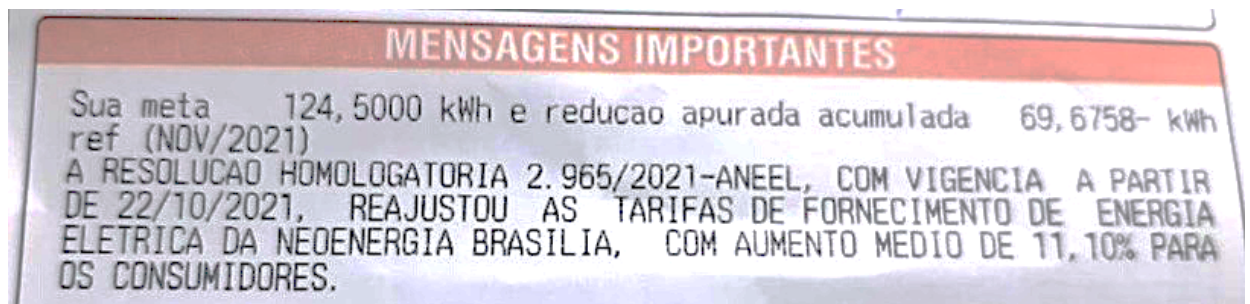 MENSAGENS IMPORTANTES
Sua meta 124,5000 kWh e reducao apurada acumulada 69,6758- kWh
ref (NOV/2021)
A RESOLUCAO HOMOLOGATORIA 2.965/2021-ANEEL, COM VIGENCIA A PARTIR
DE 22/10/2021, REAJUSTOU AS TARIFAS DE FORNECIMENTO DE ENERGIA
ELETRICA DA NEOENERGIA BRASILIA, COM AUMENTO MEDIO DE 11,10% PARA
OS CONSUMIDORES.